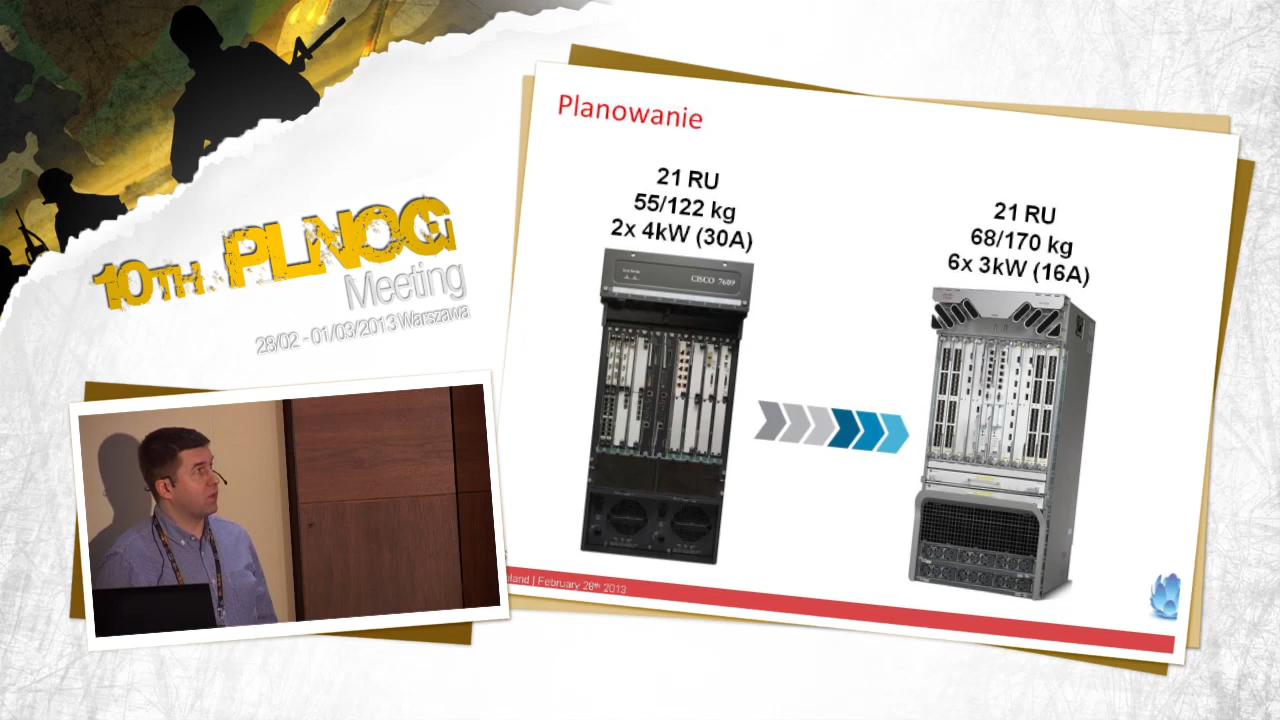 10TH PLNOG
Meeting
28/02 - 01/03/2013 Warszawa
Planowanie
21 RU
55/122 kg
2x 4kW (30A)
CISCO 7609
21 RU
68/170 kg
6x 3kW (16A)
land | February 28th 2013